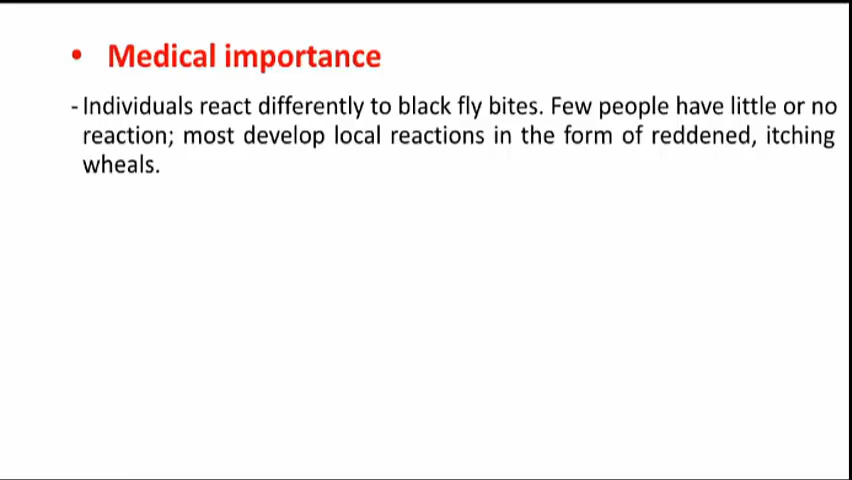 • Medical importance
- Individuals react differently to black fly bites. Few people have little or no
reaction; most develop local reactions in the form of reddened, itching
wheals.